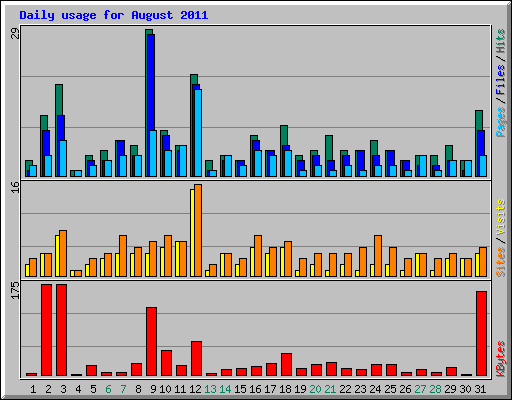 Daily usage for August 2011
29
Pages / Files / Hits
16
Sites / Visits
175
KBytes
1 2 3 4 5 6 7 8 9 10 11 12 13 14 15 16 17 18 19 20 21 22 23 24 25 26 27 28 29 30 31